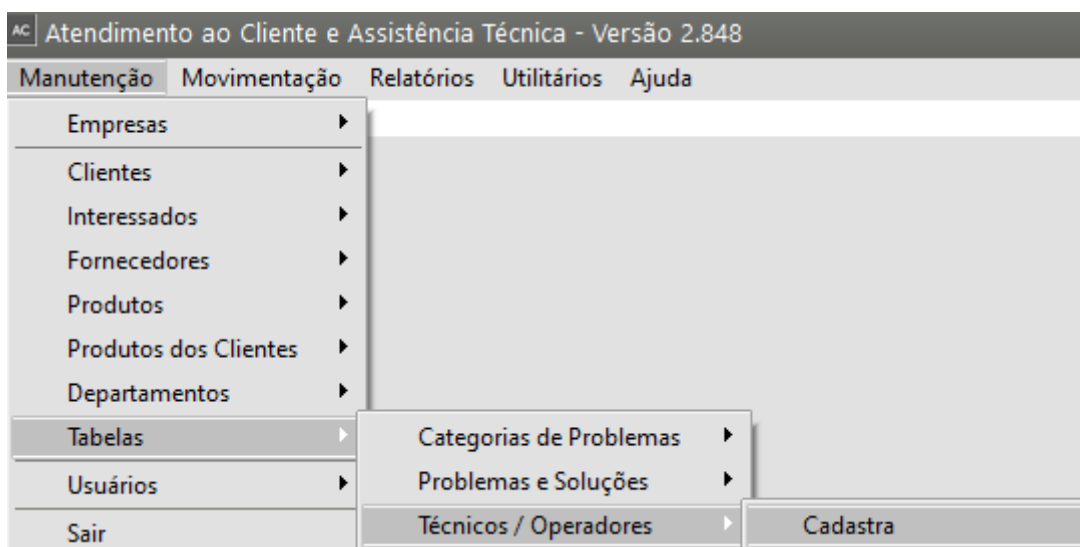 AC Atendimento ao Cliente e Assistência Técnica - Versão 2.848
Manutenção Movimentação Relatórios Utilitários Ajuda
Empresas
Clientes
Interessados
Fornecedores
Produtos
Produtos dos Clientes
Departamentos
Tabelas Categorias de Problemas
Usuários Problemas e Soluções
Sair Técnicos / Operadores Cadastra